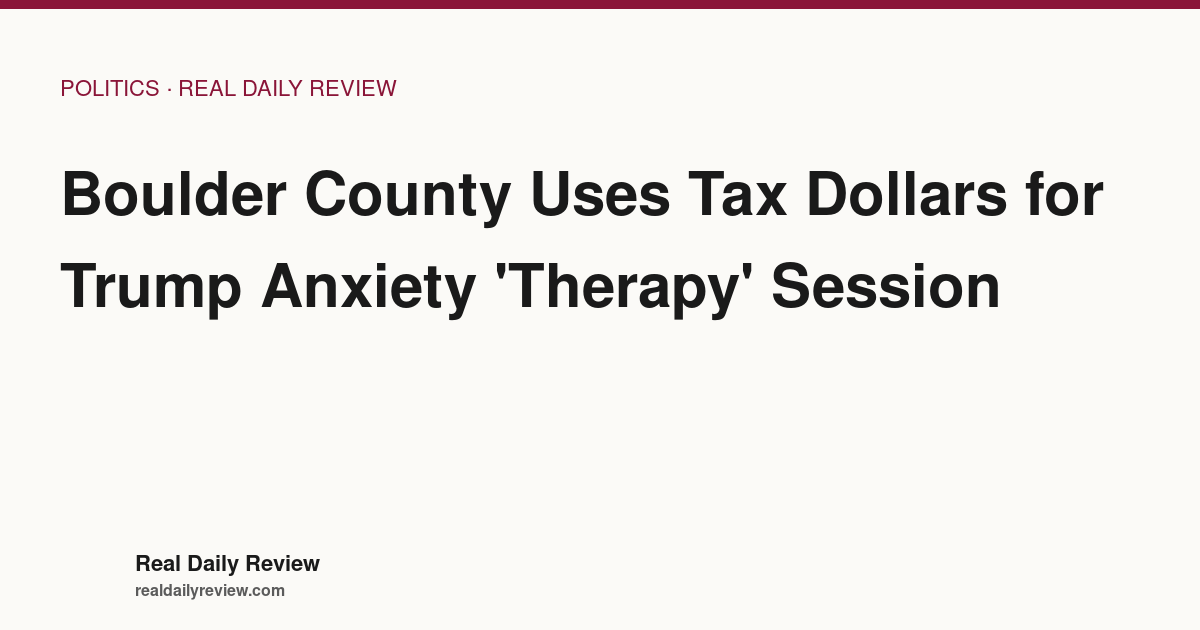 POLITICS · REAL DAILY REVIEW
Boulder County Uses Tax Dollars for
Trump Anxiety 'Therapy' Session
Real Daily Review
realdailyreview.com